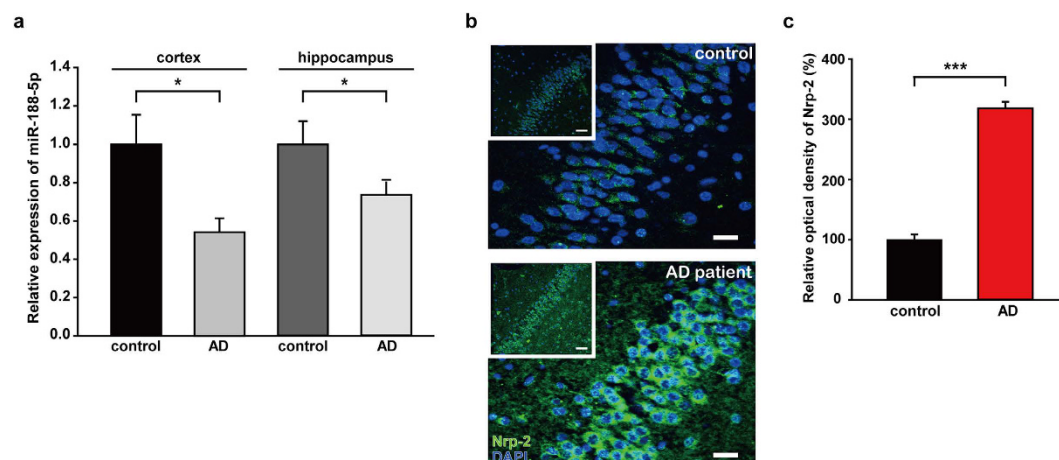 a
cortex
hippocampus
*
*
Relative expression of miR-188-5p
1.4
1.2
1.0
0.8
0.6
0.4
0.2
0.0
control
AD
control
AD
b
control
AD patient
Nrp-2
DAPI
c
Relative optical density of Nrp-2 (%)
***
400
300
200
100
0
control
AD